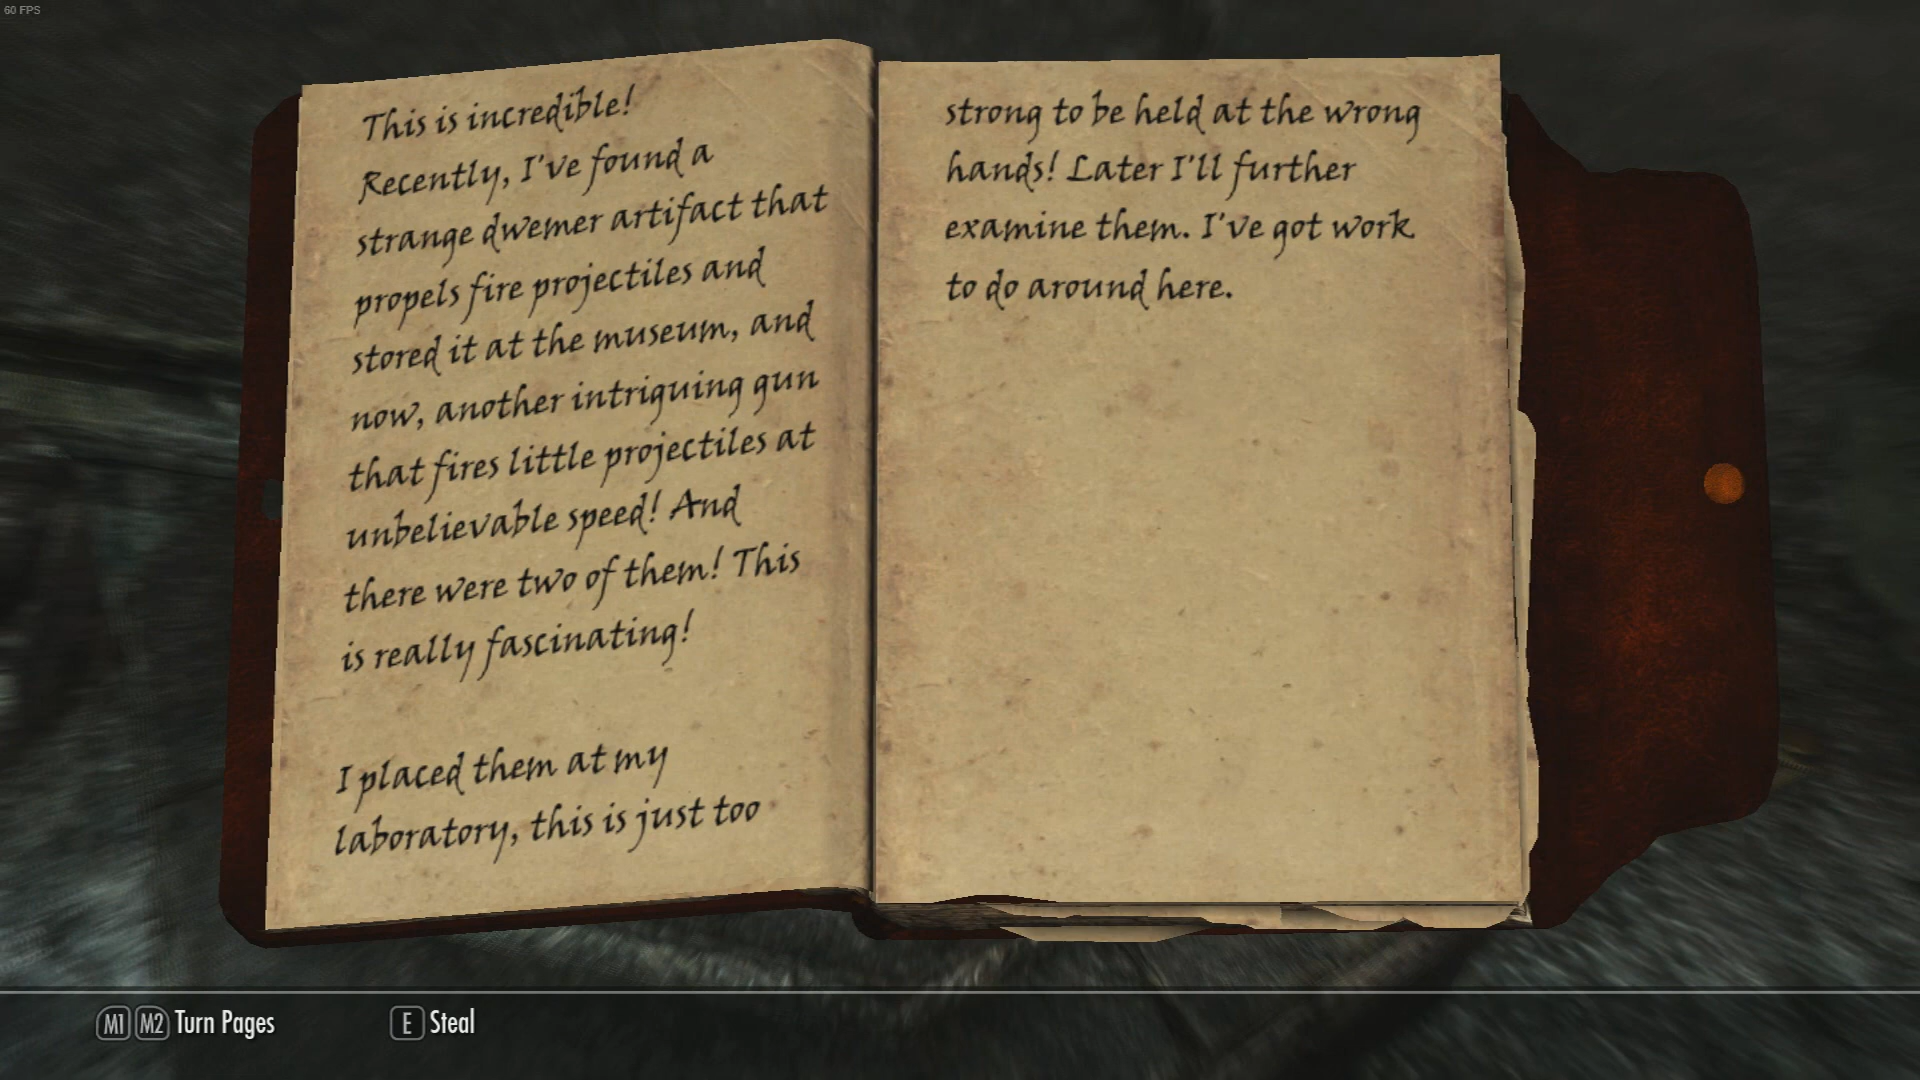 60 FPS
This is incredible!
Recently, I've found a
strange dwemer artifact that
propels fire projectiles and
stored it at the museum, and
now, another intriguing gun
that fires little projectiles at
unbelievable speed! And
there were two of them! This
is really fascinating!
I placed them at my
laboratory, this is just too
strong to be held at the wrong
hands! Later I'll further
examine them. I've got work
to do around here.
M1 M2 Turn Pages
E Steal